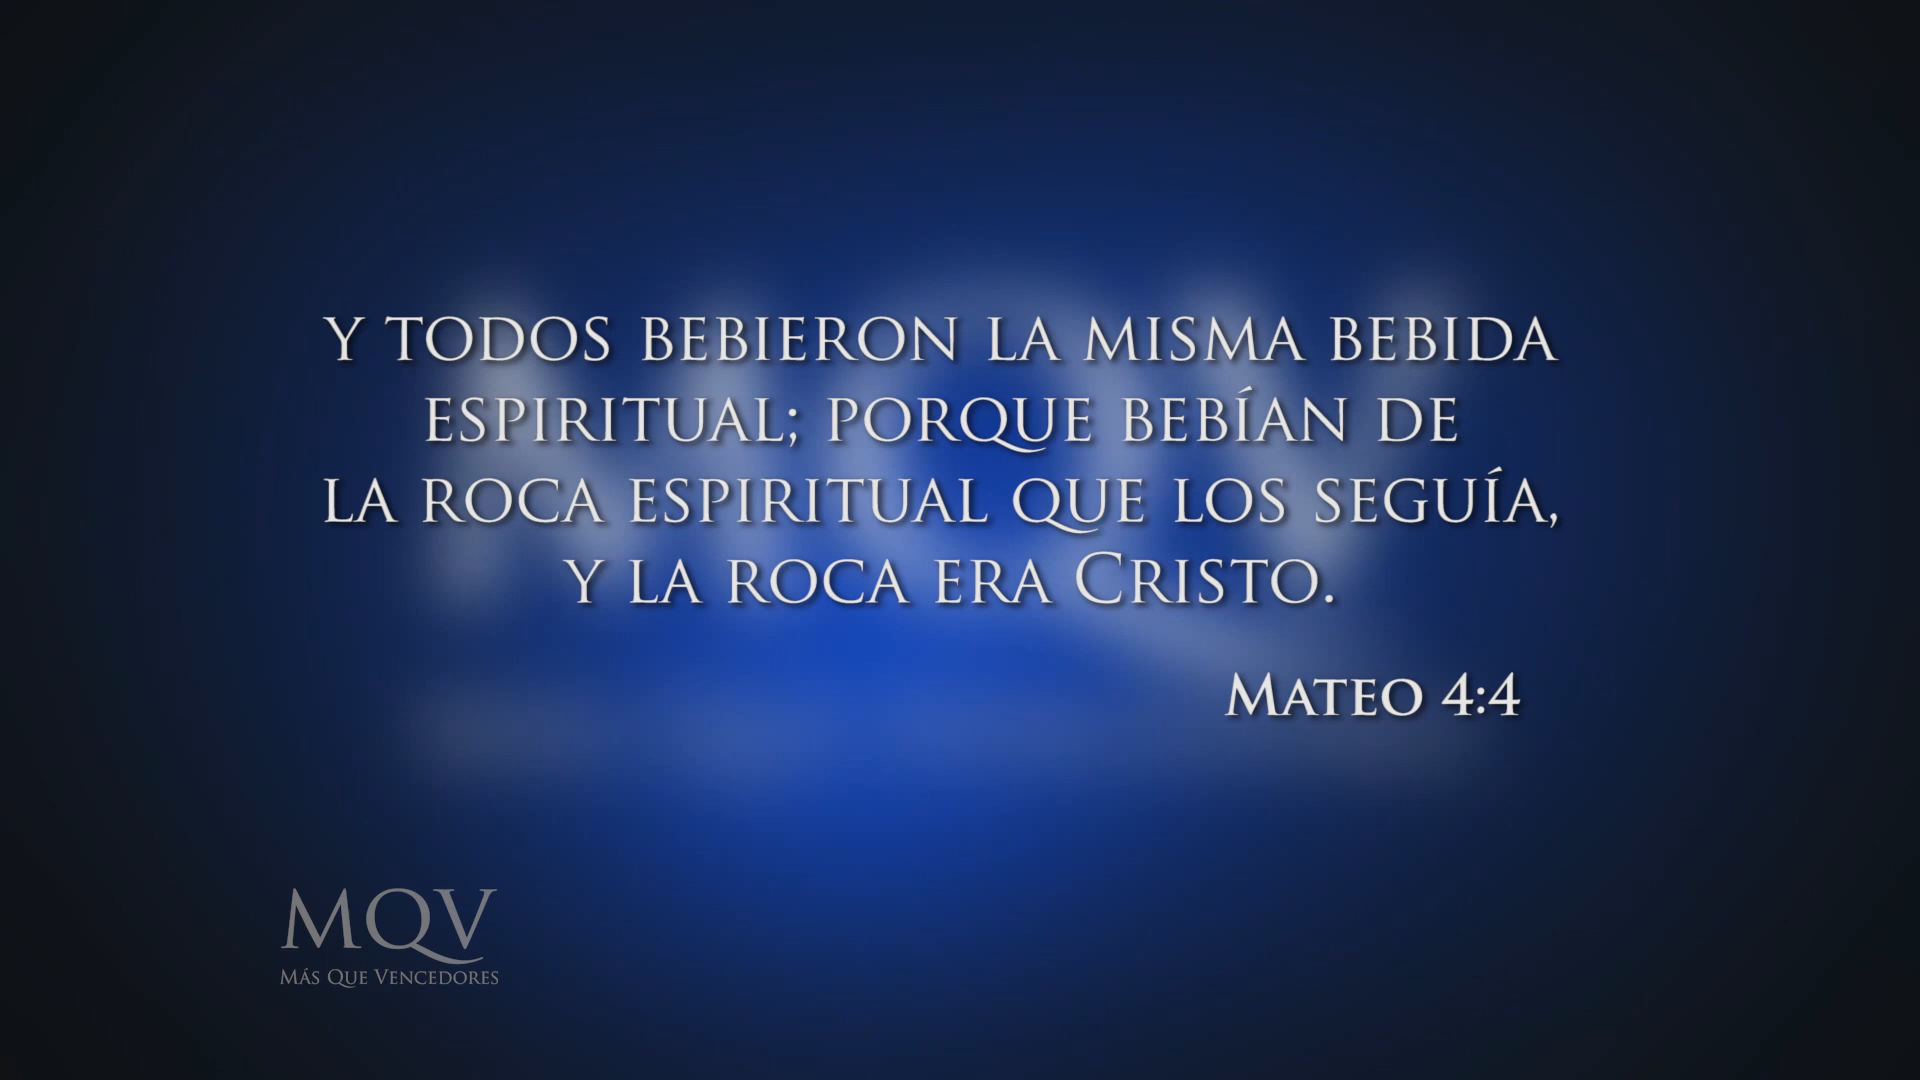 Y TODOS BEBIERON LA MISMA BEBIDA
ESPIRITUAL; PORQUE BEBÍAN DE
LA ROCA ESPIRITUAL QUE LOS SEGUÍA,
Y LA ROCA ERA CRISTO.
MATEO 4:4
MQV
MÁS QUE VENCEDORES